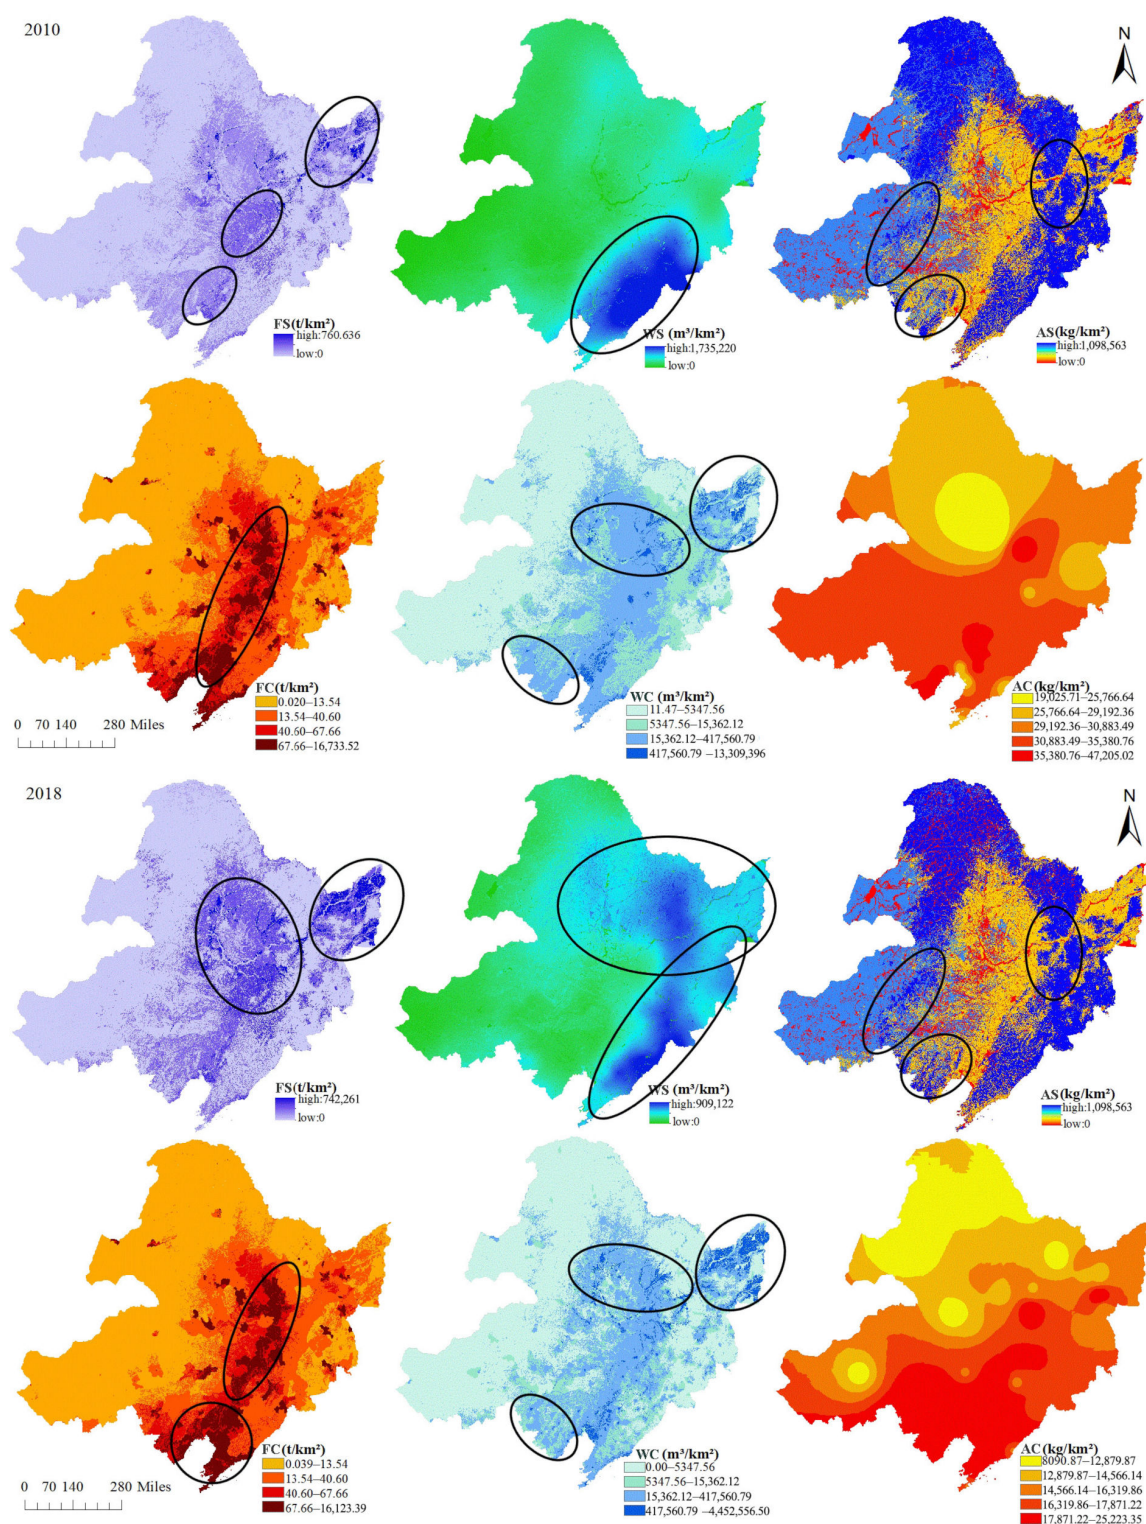 2010
N
FS(t/km²)
high:760.636
low:0
WS (m³/km²)
high:1,735,220
low:0
AS(kg/km²)
high:1,098,563
low:0
FC(t/km²)
0.020–13.54
13.54–40.60
40.60–67.66
67.66–16,733.52
0 70 140 280 Miles
WC (m³/km²)
11.47–5347.56
5347.56–15,362.12
15,362.12–417560.79
417,560.79 –13,309,396
AC(kg/km²)
19,025.71–25,766.64
25,766.64–29,192.36
29,192.36–30,883.49
30,883.49–35,380.76
35,380.76–47,205.02
2018
N
FS(t/km²)
high:742,261
low:0
WS (m³/km²)
high:909,122
low:0
AS(kg/km²)
high:1,098,563
low:0
FC(t/km²)
0.039–13.54
13.54–40.60
40.60–67.66
67.66–16,123.39
0 70 140 280 Miles
WC (m³/km²)
0.00–5347.56
5347.56–15,362.12
15,362.12–417560.79
417,560.79 –4,452,556.50
AC(kg/km²)
8090.87–12,879.87
12,879.87–14,566.14
14,566.14–16,319.86
16,319.86–17,871.22
17,871.22–25,223.35